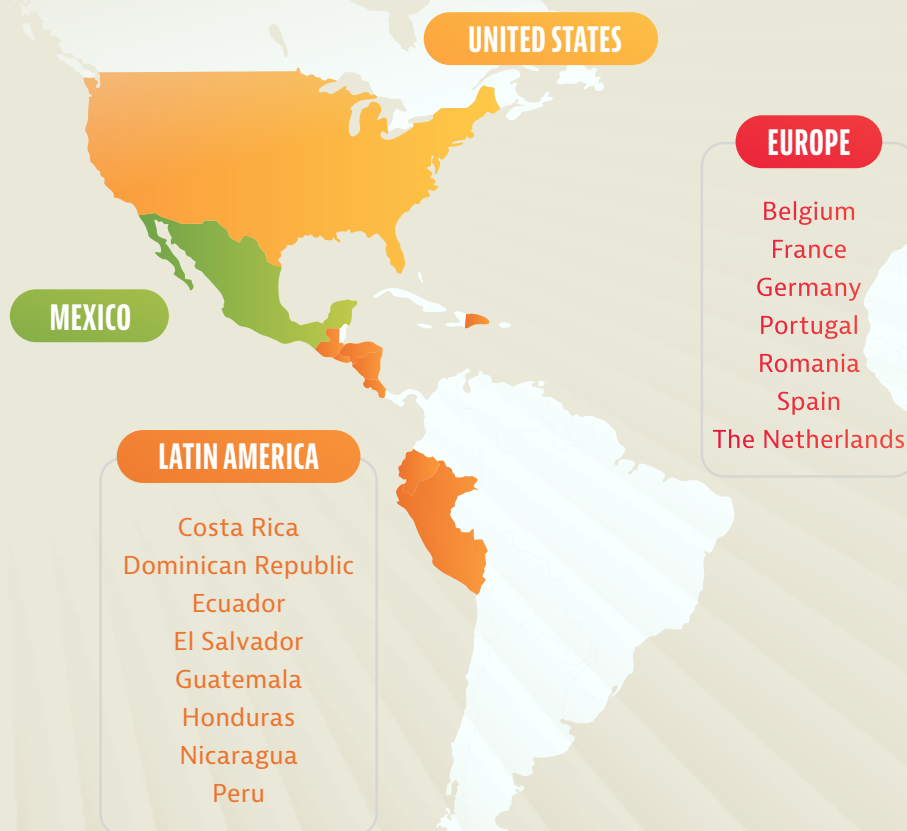 UNITED STATES
EUROPE
Belgium
France
Germany
Portugal
Romania
Spain
The Netherlands
MEXICO
LATIN AMERICA
Costa Rica
Dominican Republic
Ecuador
El Salvador
Guatemala
Honduras
Nicaragua
Peru